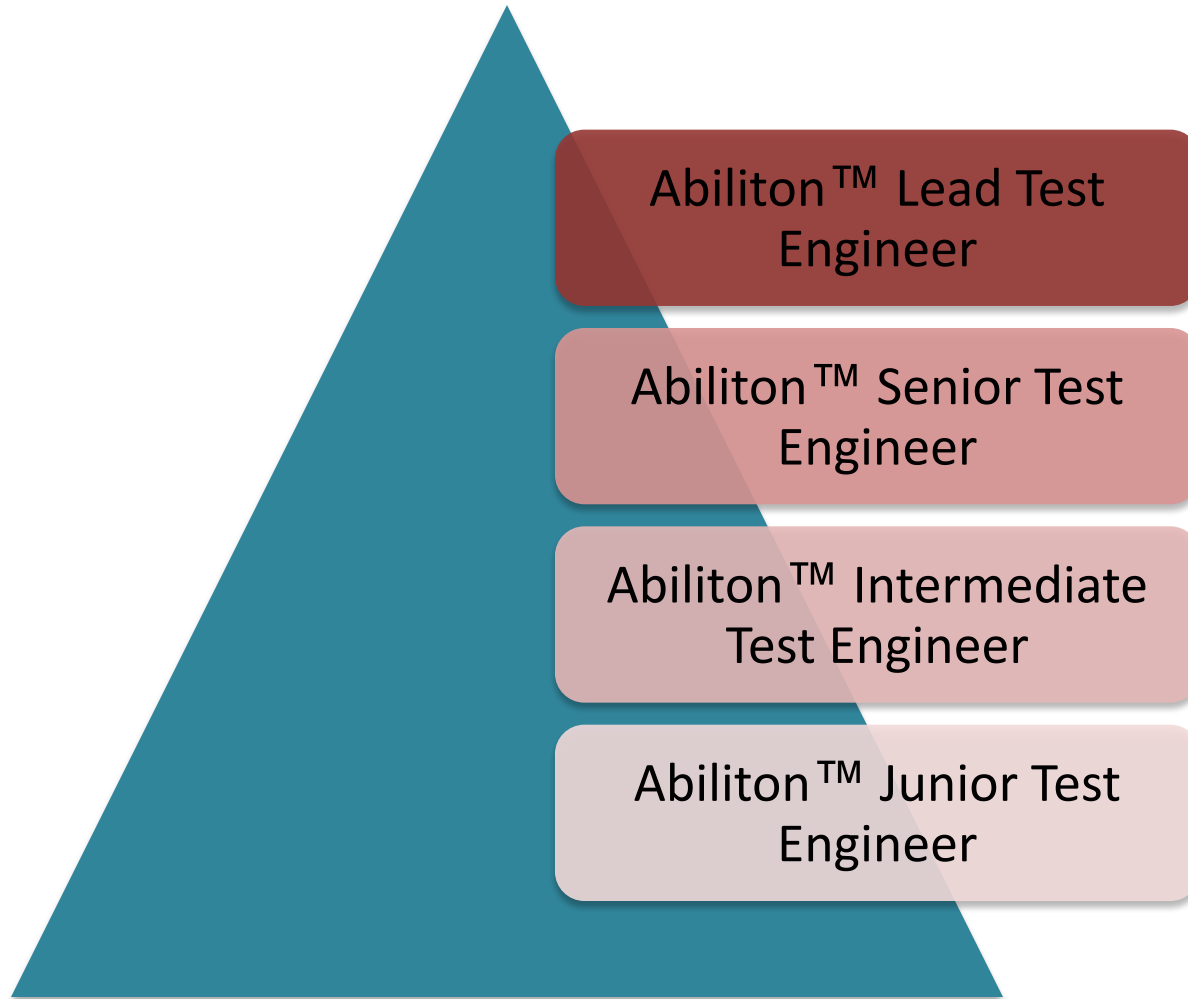 Abiliton™ Lead Test
Engineer
Abiliton™ Senior Test
Engineer
Abiliton™ Intermediate
Test Engineer
Abiliton™ Junior Test
Engineer